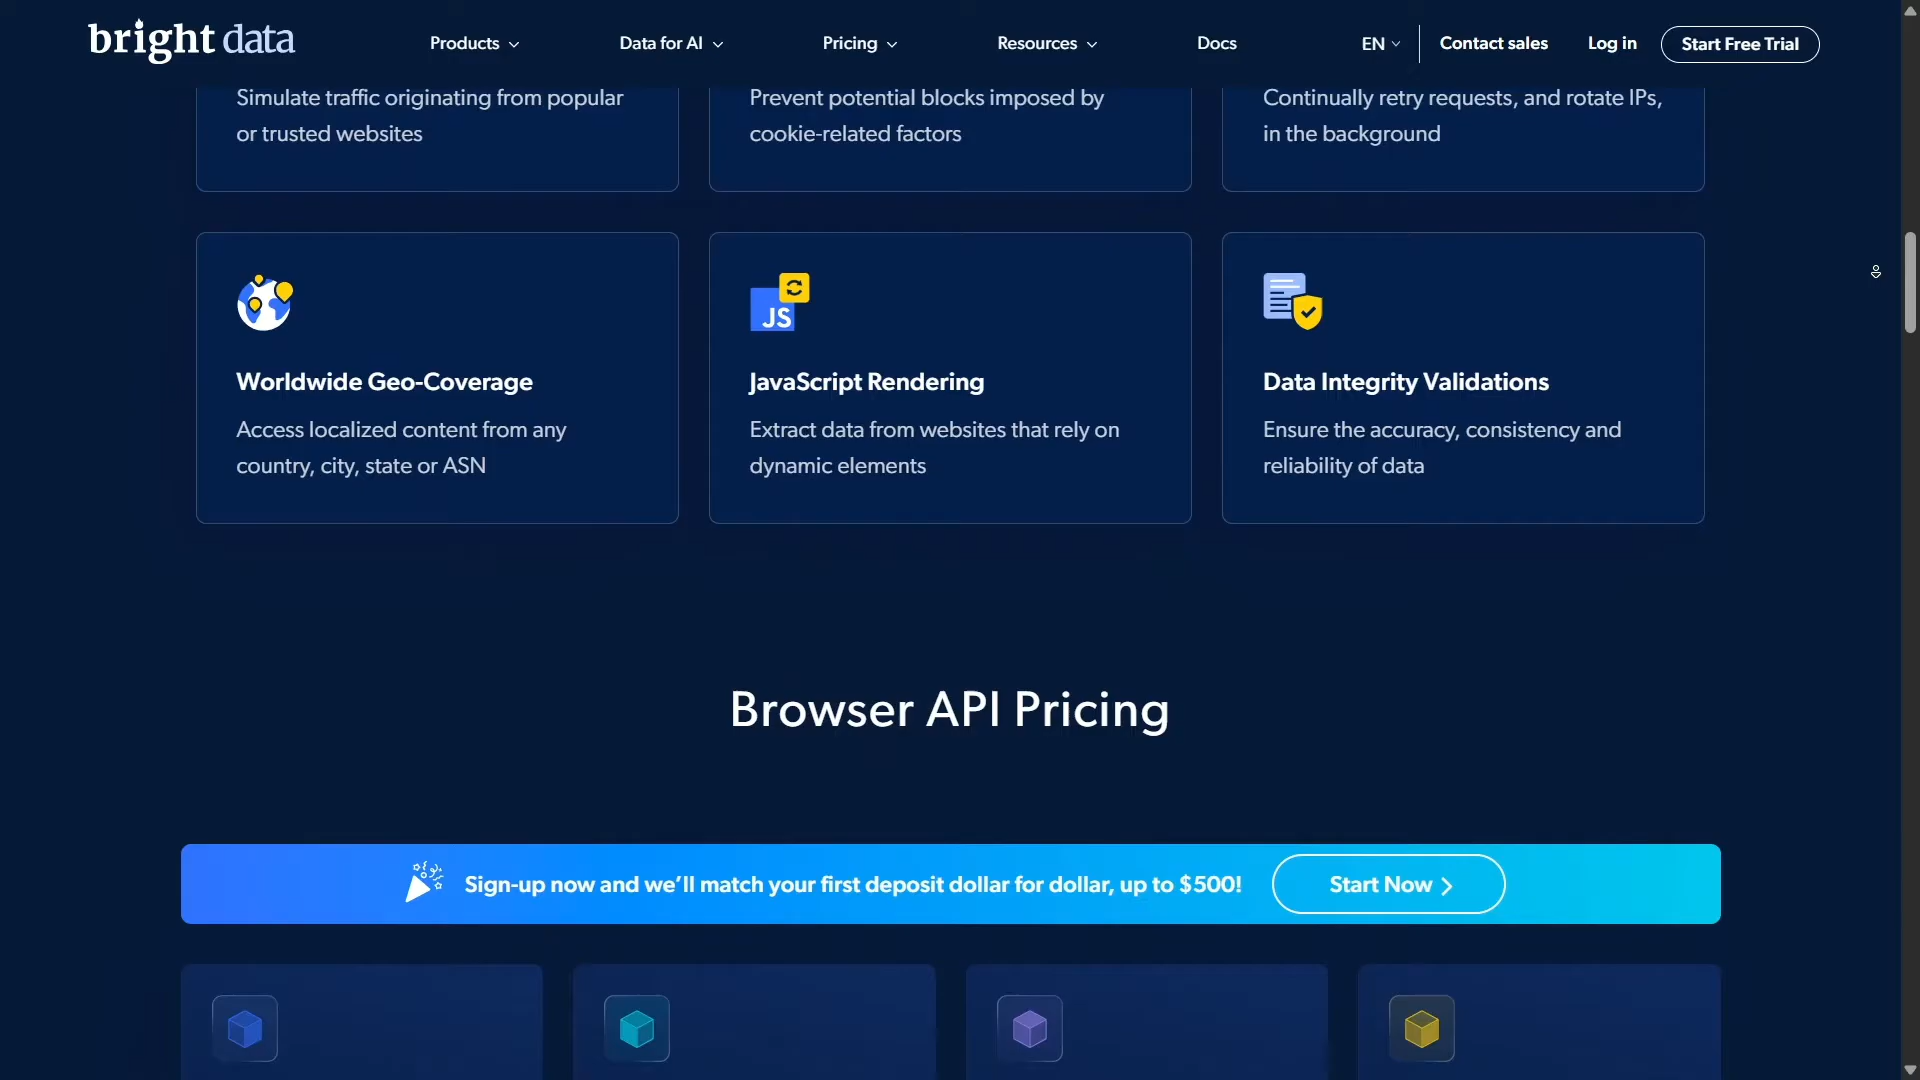 bright data
Products
Data for AI
Pricing
Resources
Docs
EN
Contact sales
Log in
Start Free Trial
Simulate traffic originating from popular
or trusted websites
Prevent potential blocks imposed by
cookie-related factors
Continually retry requests, and rotate IPs,
in the background
Worldwide Geo-Coverage
Access localized content from any
country, city, state or ASN
JS
JavaScript Rendering
Extract data from websites that rely on
dynamic elements
Data Integrity Validations
Ensure the accuracy, consistency and
reliability of data
Browser API Pricing
Sign-up now and we’ll match your first deposit dollar for dollar, up to $500!
Start Now